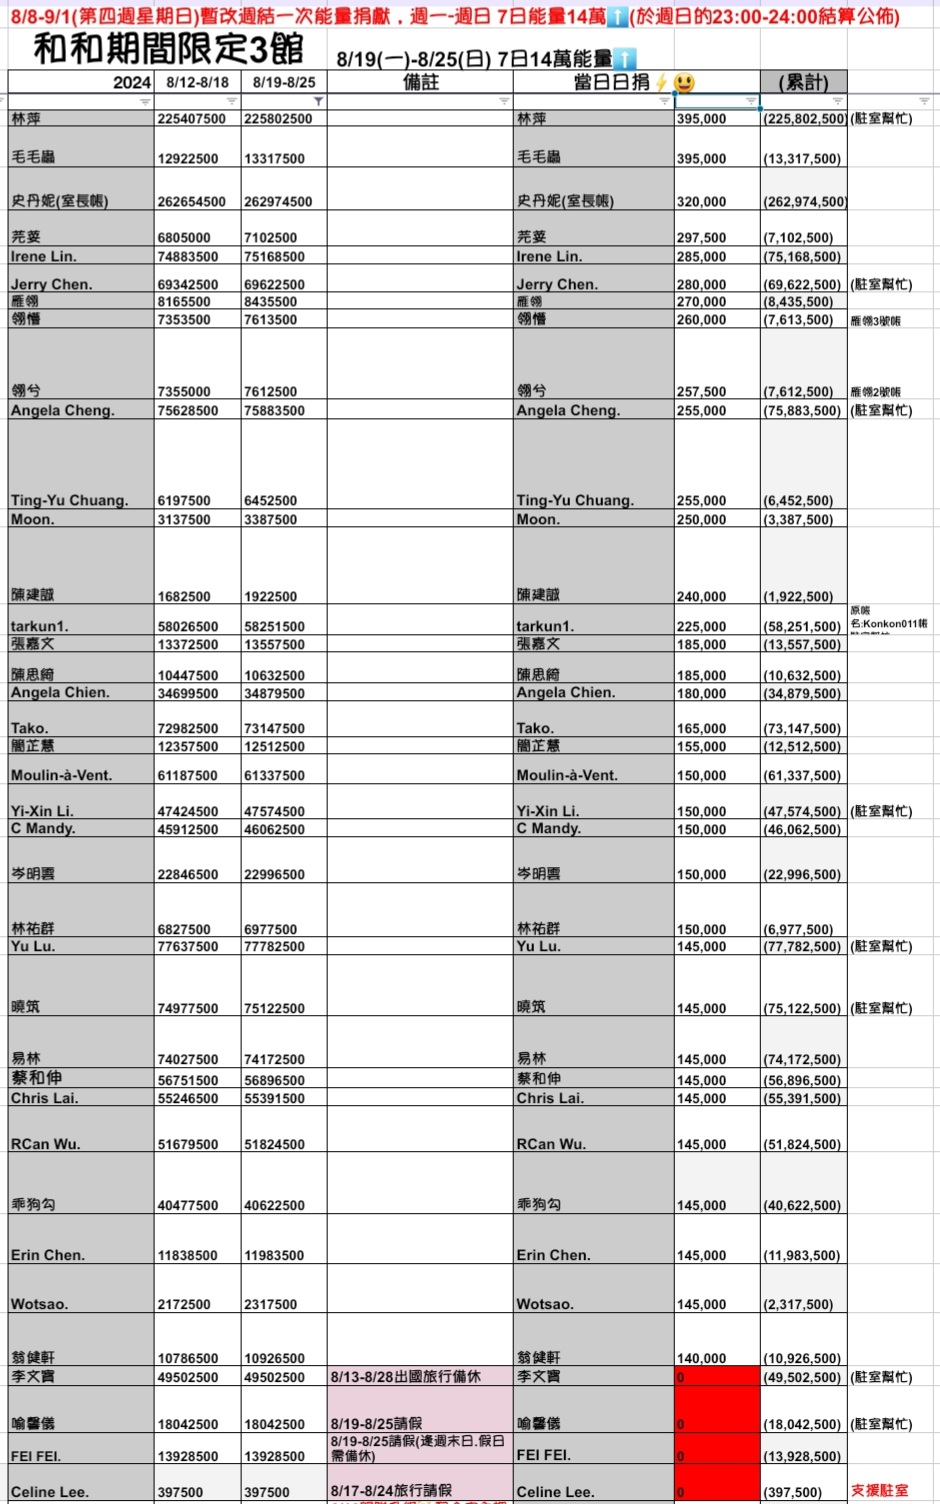 8/8-9/1(第四週星期日)暫改週結一次能量捐獻，週一-週日 7日能量14萬⬆️(於週日的23:00-24:00結算公佈)
和和期間限定3館 8/19(一)-8/25(日) 7日14萬能量⬆️
2024 8/12-8/18 8/19-8/25 備註 當日日捐⚡😃 (累計)
林萍 225407500 225802500 林萍 395,000 (225,802,500) (駐室幫忙)
毛毛蟲 12922500 13317500 毛毛蟲 395,000 (13,317,500)
史丹妮(室長帳) 262654500 262974500 史丹妮(室長帳) 320,000 (262,974,500)
芫荽 6805000 7102500 芫荽 297,500 (7,102,500)
Irene Lin. 74883500 75168500 Irene Lin. 285,000 (75,168,500)
Jerry Chen. 69342500 69622500 Jerry Chen. 280,000 (69,622,500) (駐室幫忙)
雁翎 8165500 8435500 雁翎 270,000 (8,435,500)
翎懵 7353500 7613500 翎懵 260,000 (7,613,500) 雁翎3號帳
翎兮 7355000 7612500 翎兮 257,500 (7,612,500) 雁翎2號帳
Angela Cheng. 75628500 75883500 Angela Cheng. 255,000 (75,883,500) (駐室幫忙)
Ting-Yu Chuang. 6197500 6452500 Ting-Yu Chuang. 255,000 (6,452,500)
Moon. 3137500 3387500 Moon. 250,000 (3,387,500)
陳建誠 1682500 1922500 陳建誠 240,000 (1,922,500)
原帳
tarkun1. 58026500 58251500 tarkun1. 225,000 (58,251,500) 名:Konkon011帳
張嘉文 13372500 13557500 張嘉文 185,000 (13,557,500)
陳思綺 10447500 10632500 陳思綺 185,000 (10,632,500)
Angela Chien. 34699500 34879500 Angela Chien. 180,000 (34,879,500)
Tako. 72982500 73147500 Tako. 165,000 (73,147,500)
簡芷慧 12357500 12512500 簡芷慧 155,000 (12,512,500)
Moulin-à-Vent. 61187500 61337500 Moulin-à-Vent. 150,000 (61,337,500)
Yi-Xin Li. 47424500 47574500 Yi-Xin Li. 150,000 (47,574,500) (駐室幫忙)
C Mandy. 45912500 46062500 C Mandy. 150,000 (46,062,500)
岑明雲 22846500 22996500 岑明雲 150,000 (22,996,500)
林祐群 6827500 6977500 林祐群 150,000 (6,977,500)
Yu Lu. 77637500 77782500 Yu Lu. 145,000 (77,782,500) (駐室幫忙)
曉筑 74977500 75122500 曉筑 145,000 (75,122,500) (駐室幫忙)
易林 74027500 74172500 易林 145,000 (74,172,500)
蔡和伸 56751500 56896500 蔡和伸 145,000 (56,896,500)
Chris Lai. 55246500 55391500 Chris Lai. 145,000 (55,391,500)
RCan Wu. 51679500 51824500 RCan Wu. 145,000 (51,824,500)
乖狗勾 40477500 40622500 乖狗勾 145,000 (40,622,500)
Erin Chen. 11838500 11983500 Erin Chen. 145,000 (11,983,500)
Wotsao. 2172500 2317500 Wotsao. 145,000 (2,317,500)
翁健軒 10786500 10926500 翁健軒 140,000 (10,926,500)
李文寶 49502500 49502500 8/13-8/28出國旅行備休 李文寶 0 (49,502,500) (駐室幫忙)
喻馨儀 18042500 18042500 8/19-8/25請假 喻馨儀 0 (18,042,500) (駐室幫忙)
8/19-8/25請假(逢週末日.假日
FEI FEI. 13928500 13928500 需備休) FEI FEI. 0 (13,928,500)
Celine Lee. 397500 397500 8/17-8/24旅行請假 Celine Lee. 0 (397,500) 支援駐室